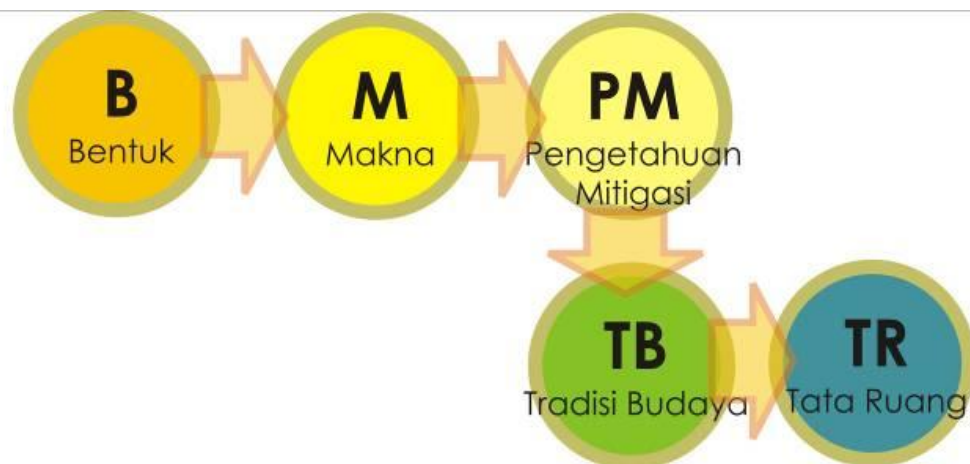 B
Bentuk
M
Makna
PM
Pengetahuan
Mitigasi
TB
Tradisi Budaya
TR
Tata Ruang